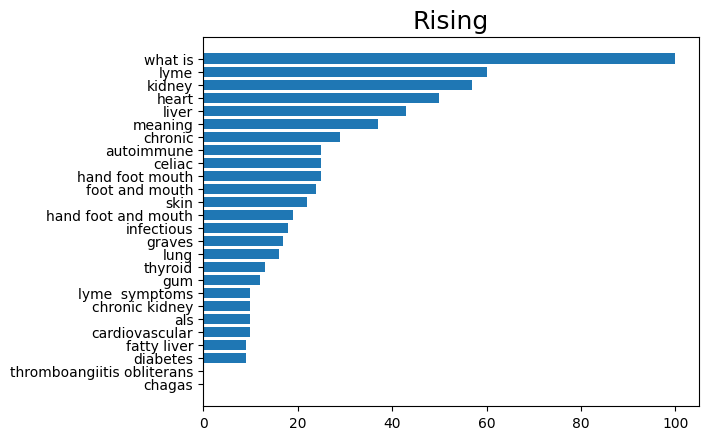 Rising
what is
lyme
kidney
heart
liver
meaning
chronic
autoimmune
celiac
hand foot mouth
foot and mouth
skin
hand foot and mouth
infectious
graves
lung
thyroid
gum
lyme  symptoms
chronic kidney
als
cardiovascular
fatty liver
diabetes
thromboangiitis obliterans
chagas
0 20 40 60 80 100